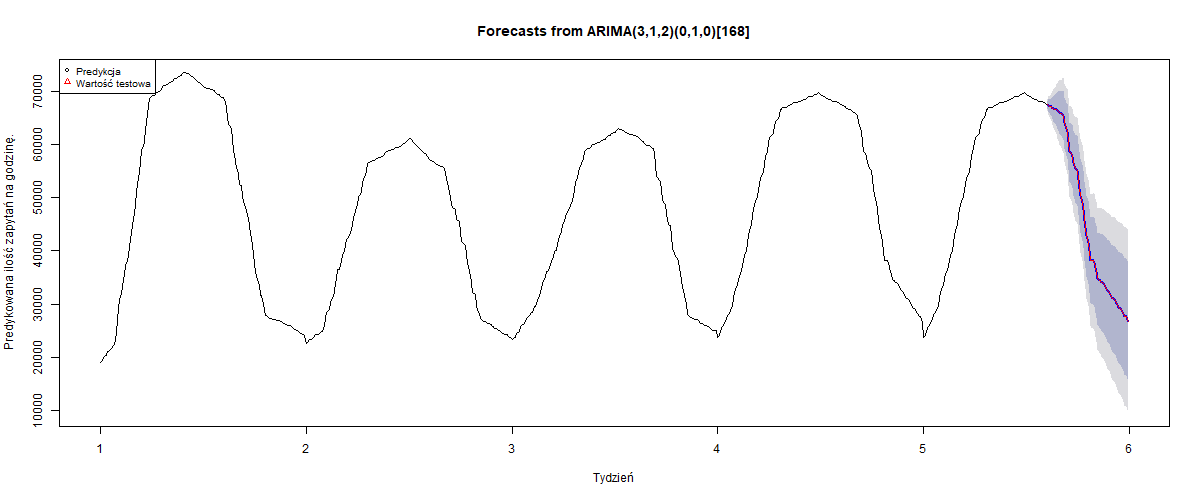 Forecasts from ARIMA(3,1,2)(0,1,0)[168]
Predykcja
Wartość testowa
Predykowana ilość zapytań na godzinę.
70000
60000
50000
40000
30000
20000
10000
1 2 3 4 5 6
Tydzień